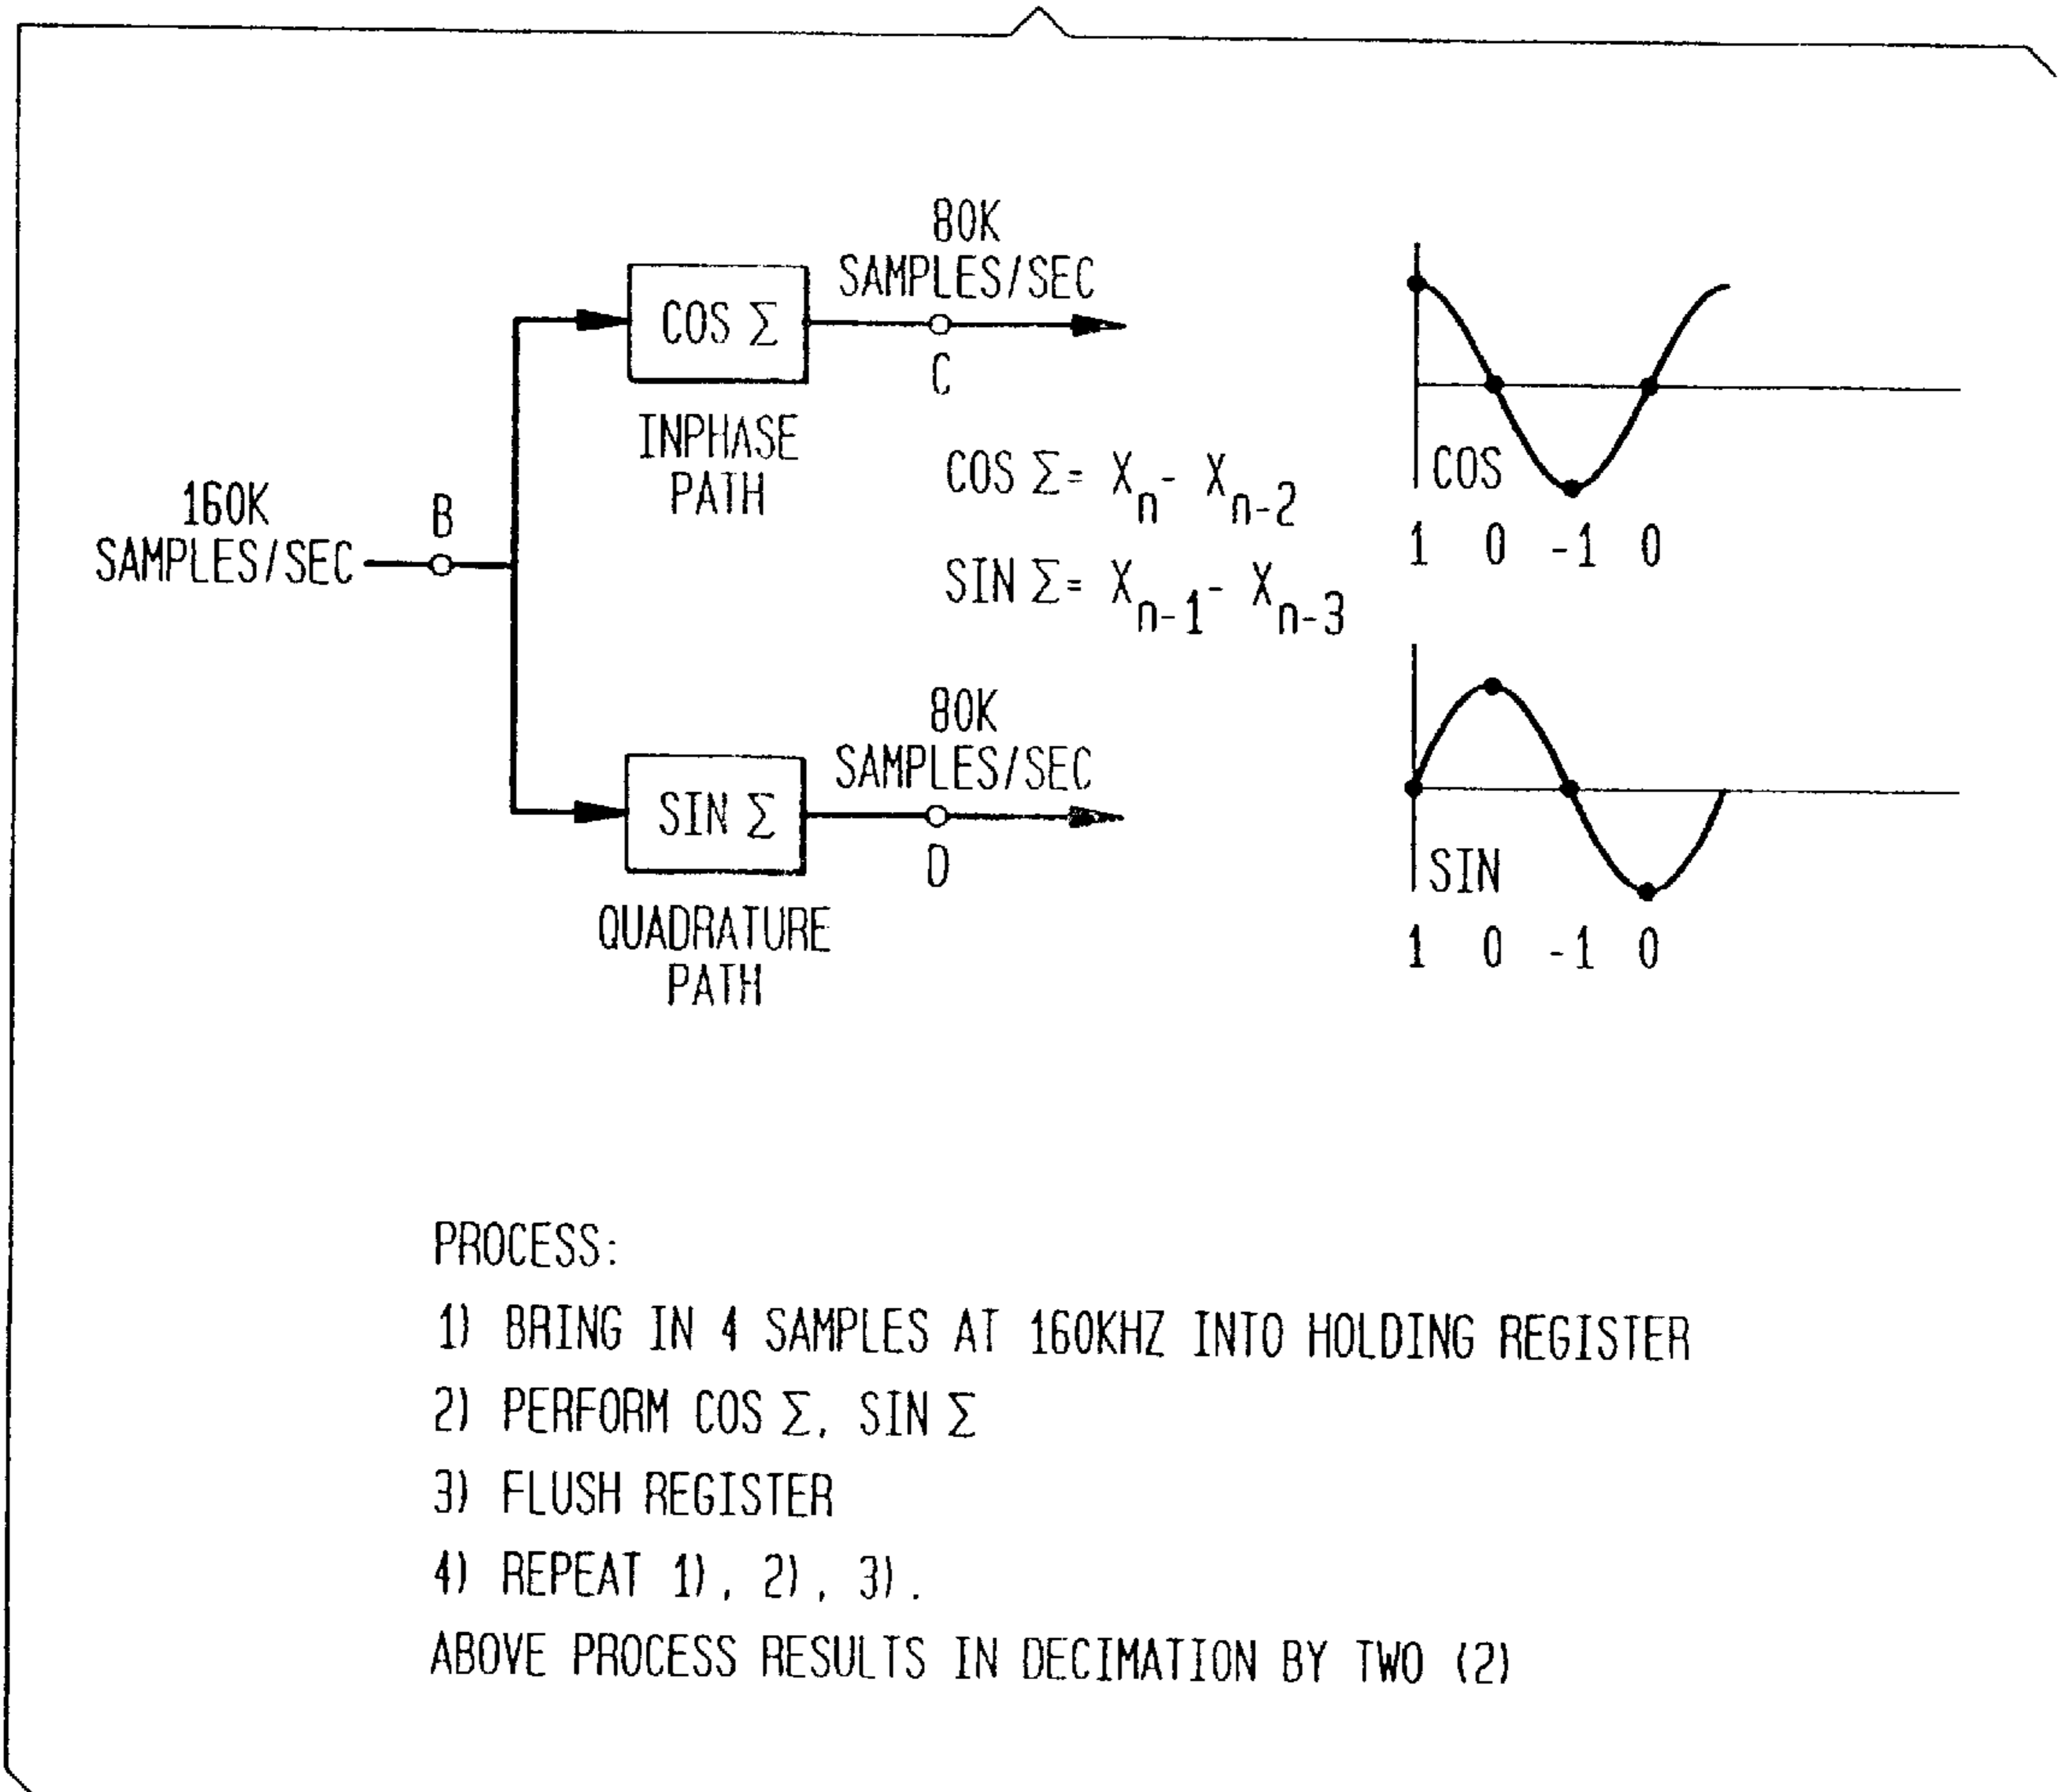 80K
SAMPLES/SEC
COS Σ
C
INPHASE
PATH
COS Σ= Xn- Xn-2
COS
1 0 -1 0
160K
SAMPLES/SEC
B
SIN Σ= Xn-1- Xn-3
80K
SAMPLES/SEC
SIN Σ
D
QUADRATURE
PATH
SIN
1 0 -1 0
PROCESS:
1) BRING IN 4 SAMPLES AT 160KHZ INTO HOLDING REGISTER
2) PERFORM COS Σ, SIN Σ
3) FLUSH REGISTER
4) REPEAT 1), 2), 3).
ABOVE PROCESS RESULTS IN DECIMATION BY TWO (2)